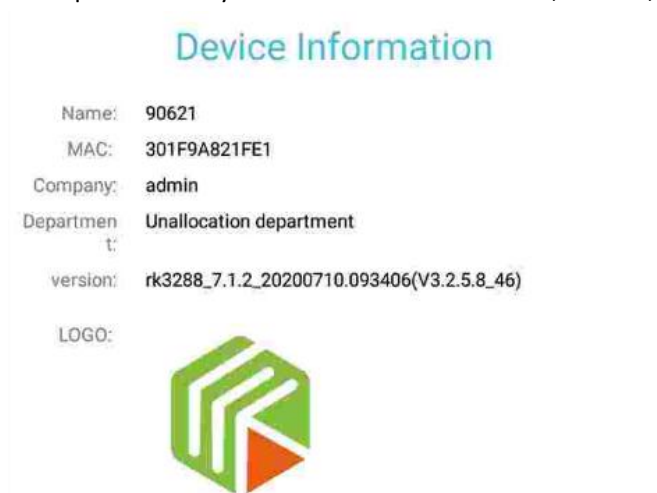 Device Information
Name: 90621
MAC: 301F9A821FE1
Company: admin
Departmen Unallocation department
t:
version: rk3288_7.1.2_20200710.093406(V3.2.5.8_46)
LOGO: